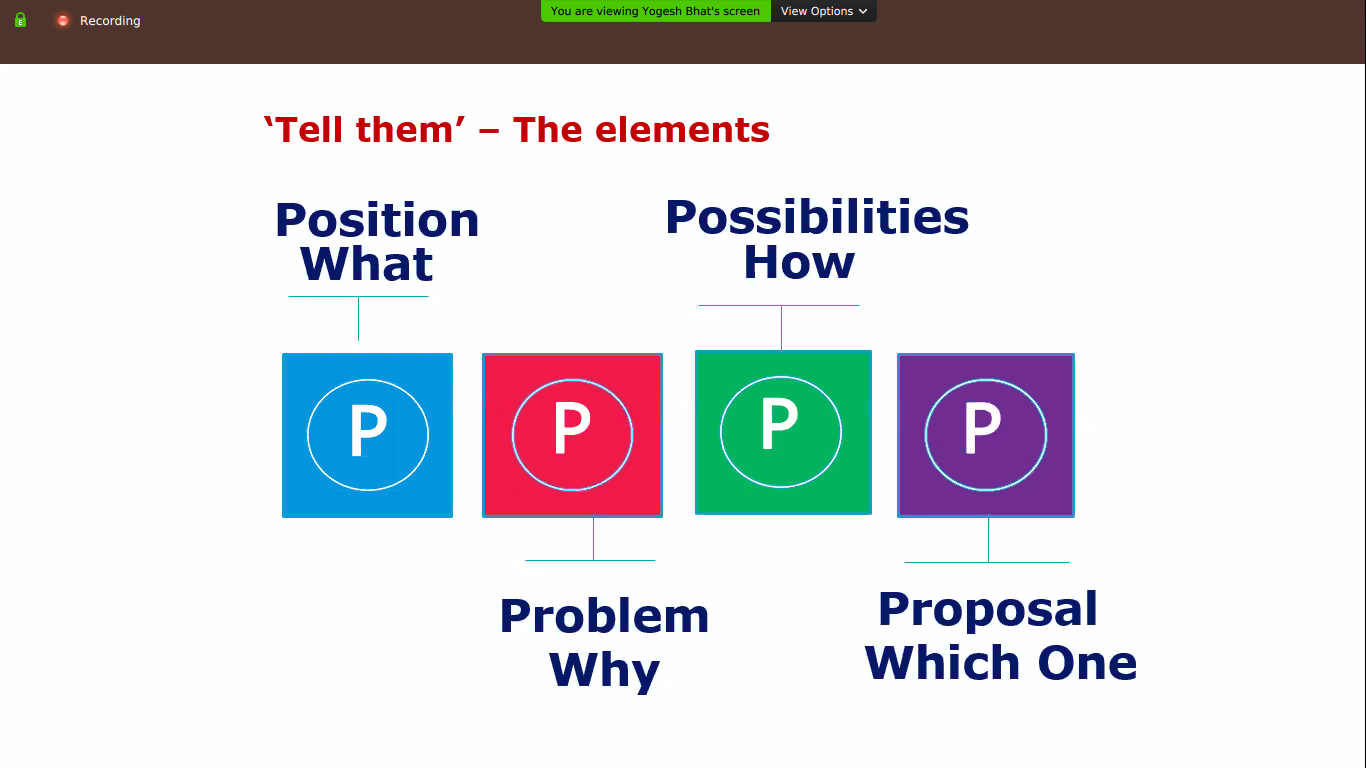 E
Recording
You are viewing Yogesh Bhat's screen
View Options
‘Tell them’ – The elements
Position
What
Possibilities
How
P
P
P
P
Problem
Why
Proposal
Which One